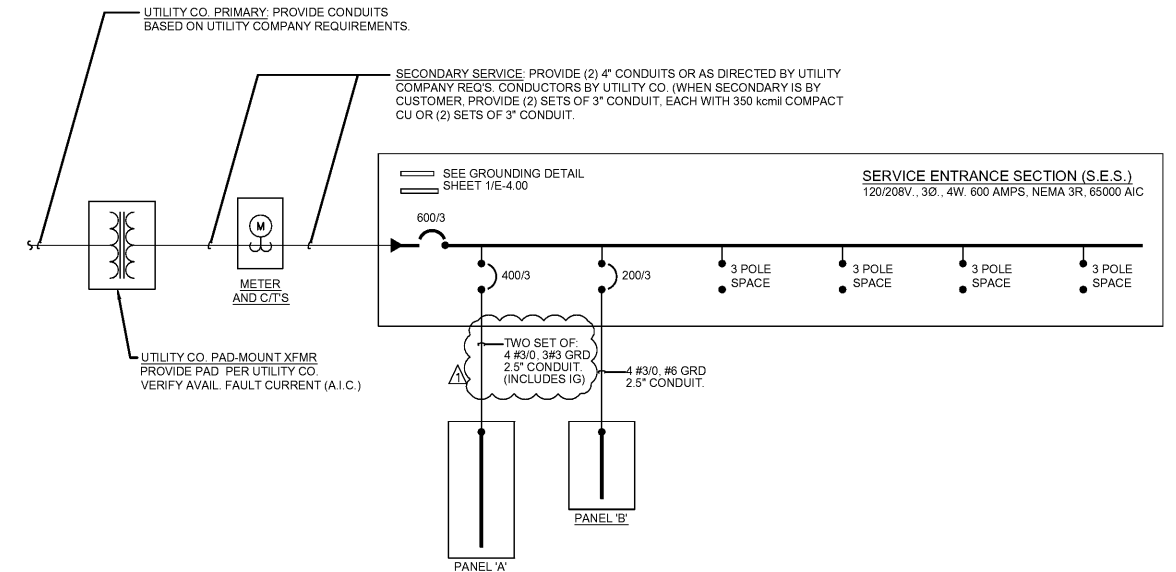 UTILITY CO. PRIMARY: PROVIDE CONDUITS
BASED ON UTILITY COMPANY REQUIREMENTS.
SECONDARY SERVICE: PROVIDE (2) 4" CONDUITS OR AS DIRECTED BY UTILITY
COMPANY REQ'S. CONDUCTORS BY UTILITY CO. (WHEN SECONDARY IS BY
CUSTOMER, PROVIDE (2) SETS OF 3" CONDUIT, EACH WITH 350 kcmil COMPACT
CU OR (2) SETS OF 3" CONDUIT.
SEE GROUNDING DETAIL
SHEET 1/E-4.00
SERVICE ENTRANCE SECTION (S.E.S.)
120/208V., 3Ø., 4W. 600 AMPS, NEMA 3R, 65000 AIC
600/3
M
METER
AND C/T'S
400/3
200/3
3 POLE
SPACE
3 POLE
SPACE
3 POLE
SPACE
3 POLE
SPACE
UTILITY CO. PAD-MOUNT XFMR
PROVIDE PAD PER UTILITY CO.
VERIFY AVAIL. FAULT CURRENT (A.I.C.)
1
TWO SET OF:
4 #3/0, 3#3 GRD
2.5" CONDUIT.
(INCLUDES IG)
4 #3/0, #6 GRD
2.5" CONDUIT.
PANEL 'B'
PANEL 'A'